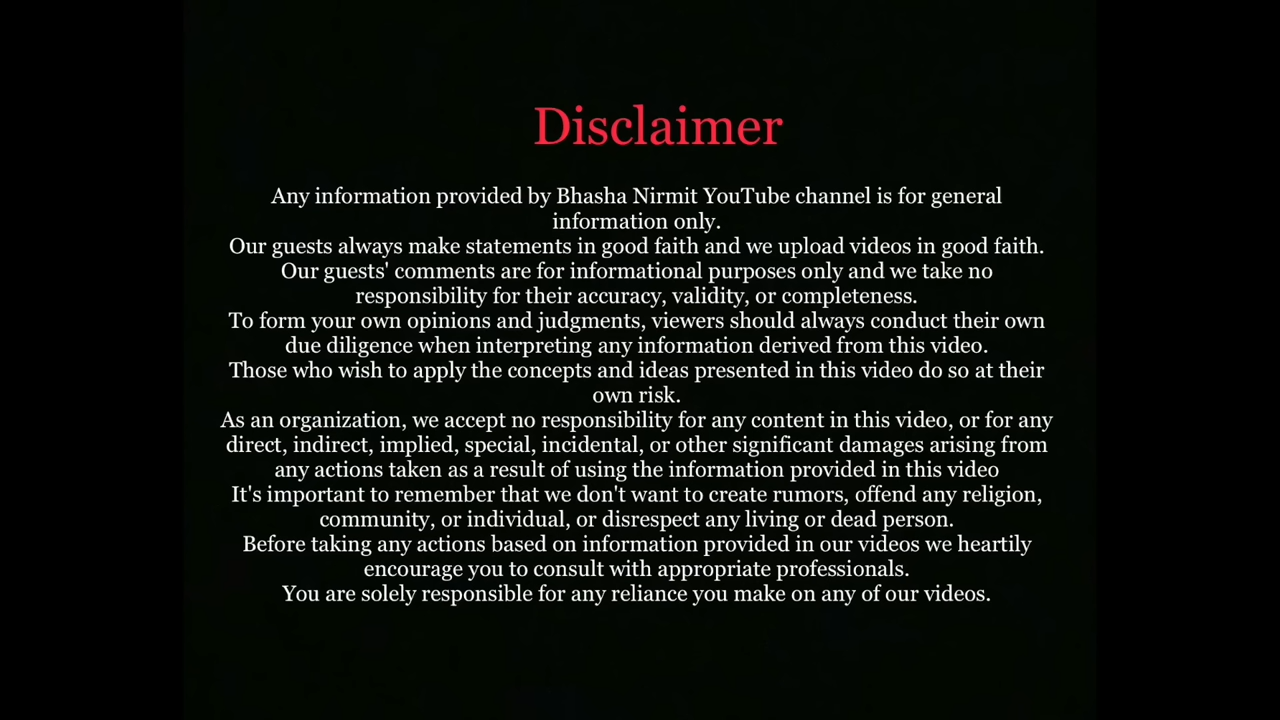 Disclaimer
Any information provided by Bhasha Nirmit YouTube channel is for general
information only.
Our guests always make statements in good faith and we upload videos in good faith.
Our guests' comments are for informational purposes only and we take no
responsibility for their accuracy, validity, or completeness.
To form your own opinions and judgments, viewers should always conduct their own
due diligence when interpreting any information derived from this video.
Those who wish to apply the concepts and ideas presented in this video do so at their
own risk.
As an organization, we accept no responsibility for any content in this video, or for any
direct, indirect, implied, special, incidental, or other significant damages arising from
any actions taken as a result of using the information provided in this video
It's important to remember that we don't want to create rumors, offend any religion,
community, or individual, or disrespect any living or dead person.
Before taking any actions based on information provided in our videos we heartily
encourage you to consult with appropriate professionals.
You are solely responsible for any reliance you make on any of our videos.